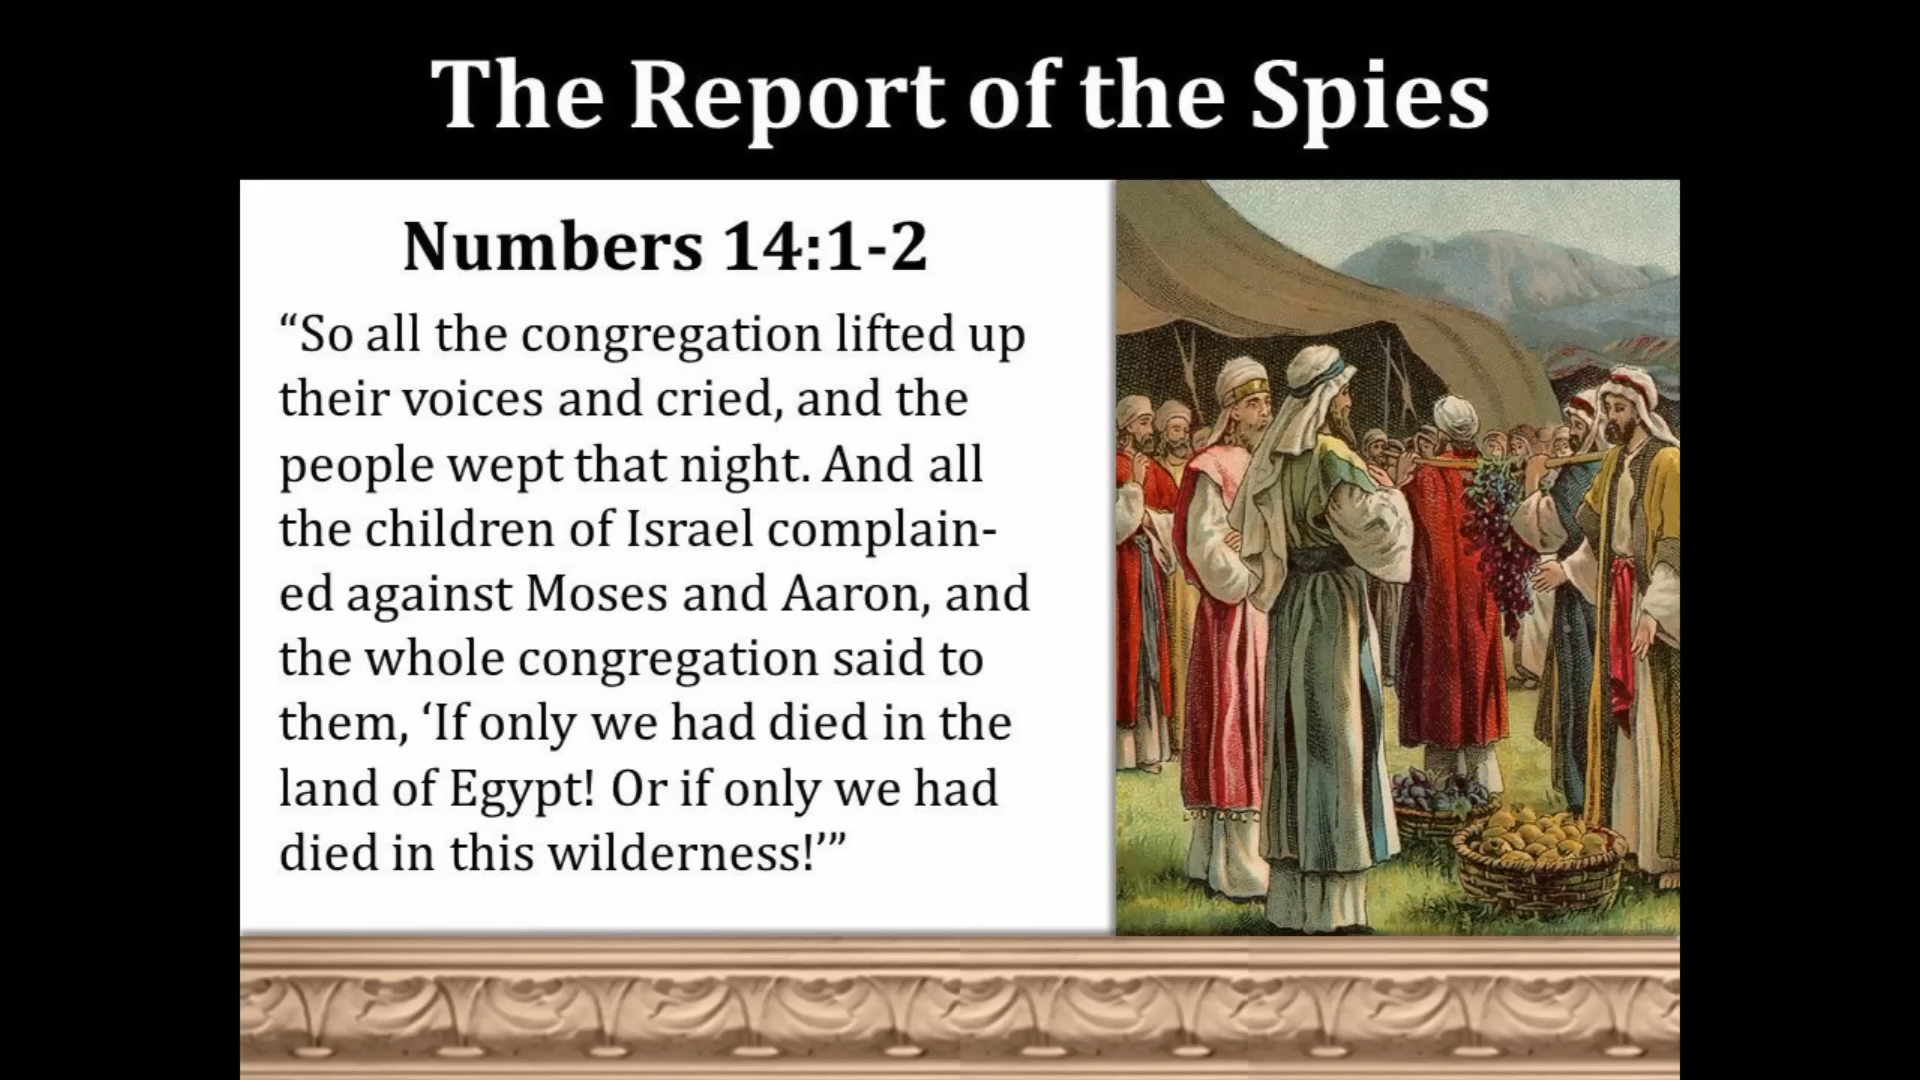 The Report of the Spies
Numbers 14:1-2
“So all the congregation lifted up
their voices and cried, and the
people wept that night. And all
the children of Israel complain-
ed against Moses and Aaron, and
the whole congregation said to
them, ‘If only we had died in the
land of Egypt! Or if only we had
died in this wilderness!’”